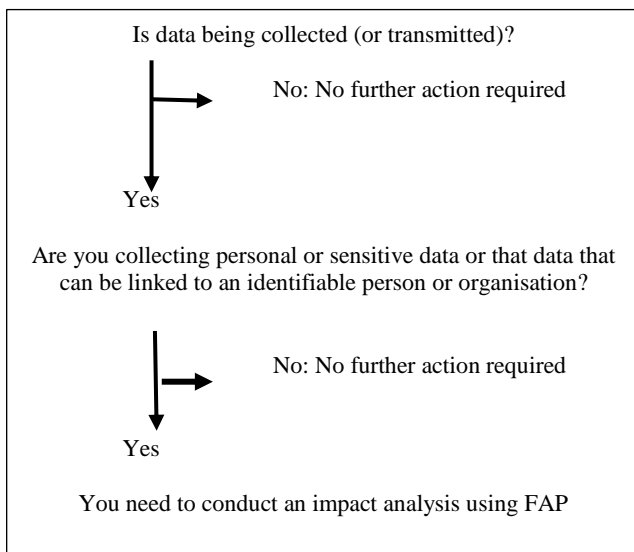 Is data being collected (or transmitted)?
No: No further action required
Yes
Are you collecting personal or sensitive data or that data that
can be linked to an identifiable person or organisation?
No: No further action required
Yes
You need to conduct an impact analysis using FAP